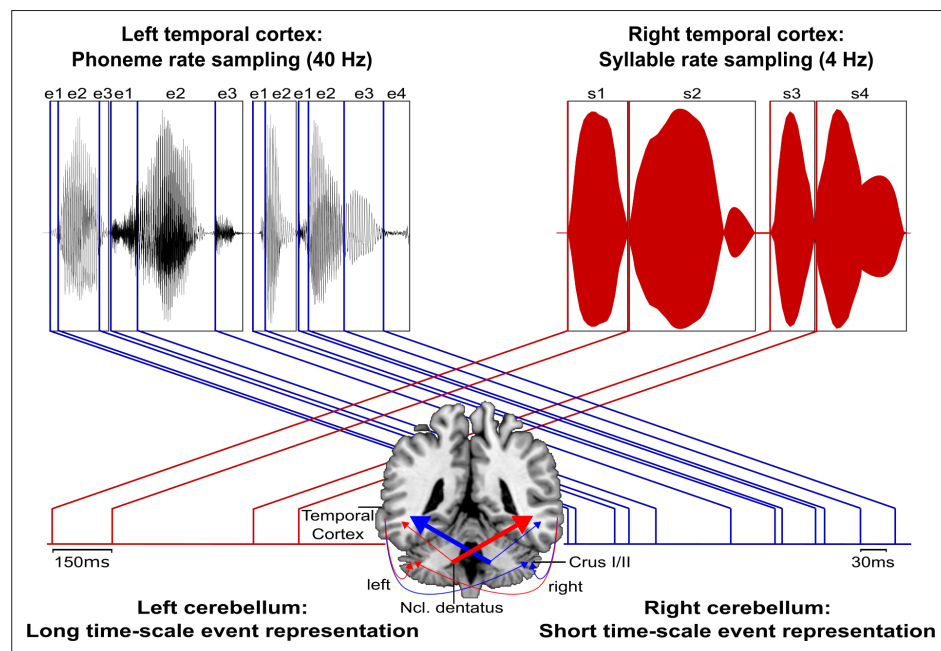 Left temporal cortex:
Phoneme rate sampling (40 Hz)
Right temporal cortex:
Syllable rate sampling (4 Hz)
e1 e2 e3 e1 e2 e3 e1 e2 e1 e2 e3 e4
s1 s2 s3 s4
Temporal
Cortex
150ms
Crus I/II
30ms
left
right
Ncl. dentatus
Left cerebellum:
Long time-scale event representation
Right cerebellum:
Short time-scale event representation